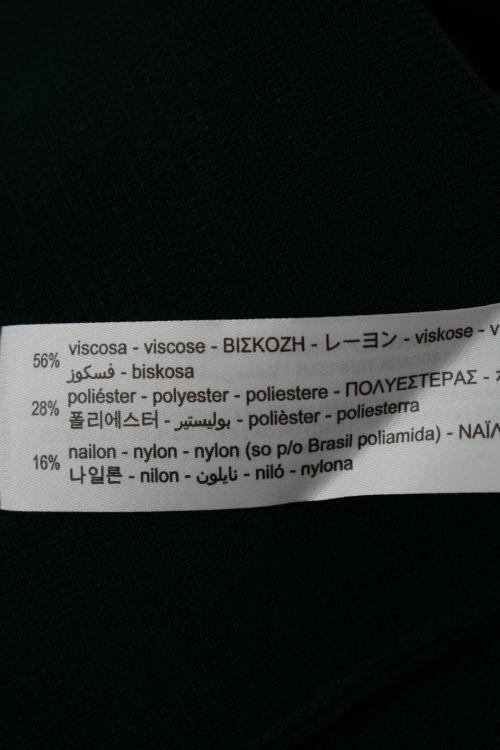 56% viscosa - viscose - ΒΙΣΚΟΖΗ - レーヨン - viskose - v
فسكوز - biskosa
28% poliéster - polyester - poliestere - ΠΟΛΥΕΣΤΕΡΑΣ -
폴리에스터 - بوليستير - polièster - poliesterra
16% nailon - nylon - nylon (so p/o Brasil poliamida) - ΝΑΪΛ
나일론 - nilon - نايلون - niló - nylona